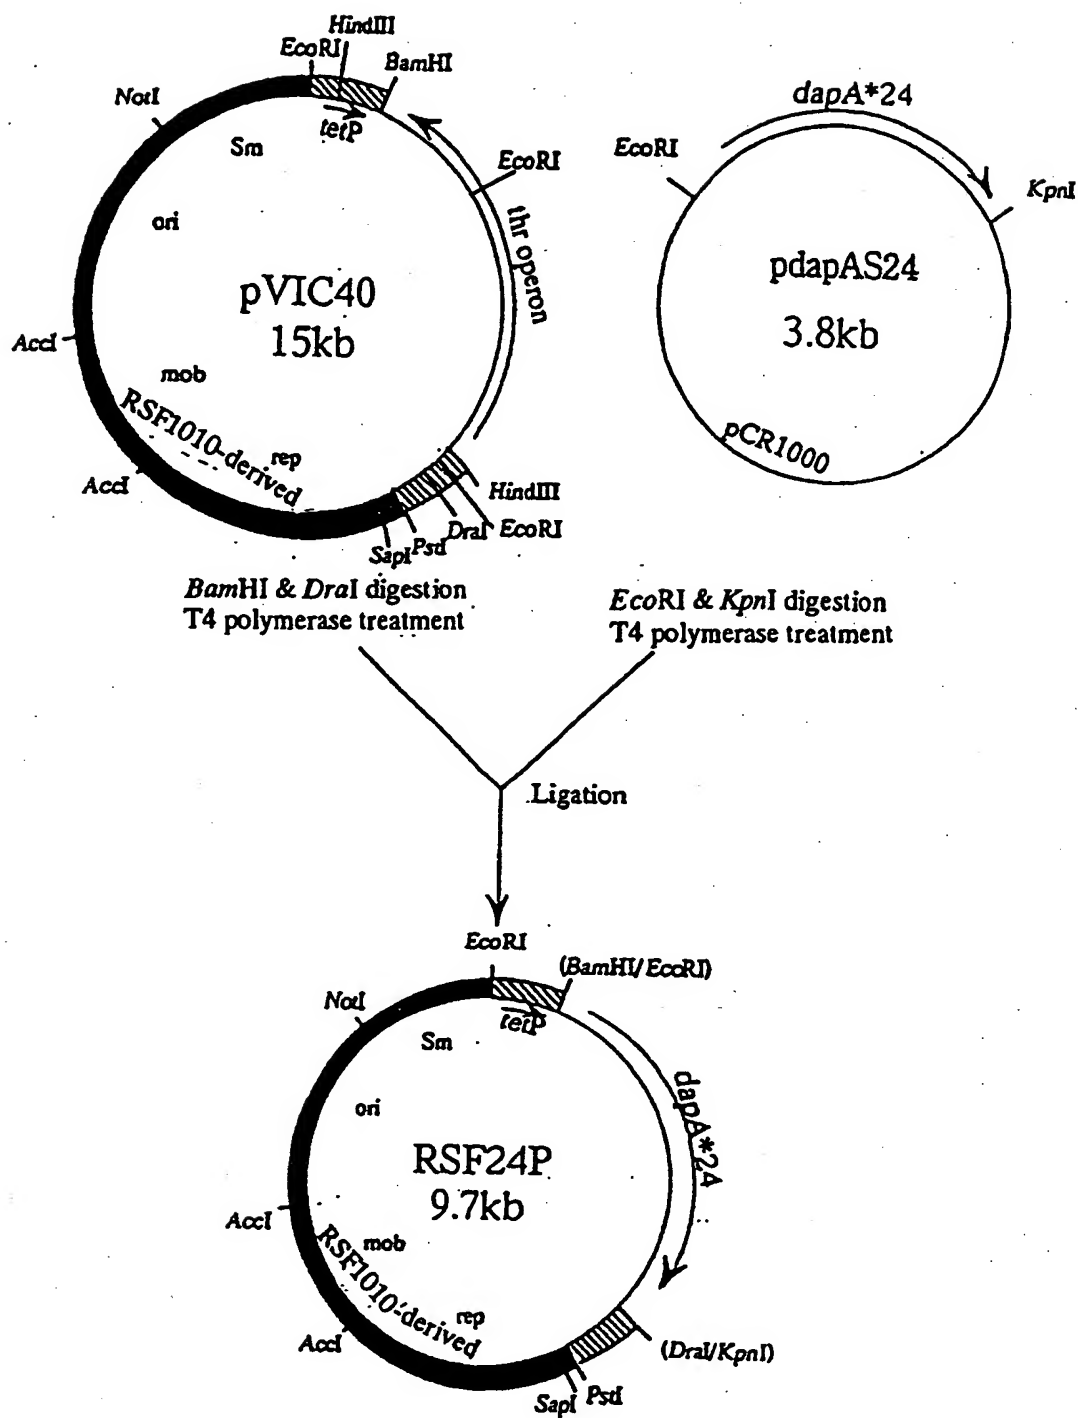 HindIII
EcoRI
BamHI
NotI
tetP
Sm
EcoRI
ori
thr operon
pVIC40
15kb
AccI
mob
RSF1010-derived
rep
AccI
HindIII
EcoRI
DraI
PstI
SapI
dapA*24
EcoRI
KpnI
pdapAS24
3.8kb
pCR1000
BamHI & DraI digestion
T4 polymerase treatment
EcoRI & KpnI digestion
T4 polymerase treatment
Ligation
EcoRI
(BamHI/EcoRI)
NotI
tetP
Sm
ori
dapA*24
RSF24P
9.7kb
AccI
mob
RSF1010-derived
rep
AccI
(DraI/KpnI)
PstI
SapI